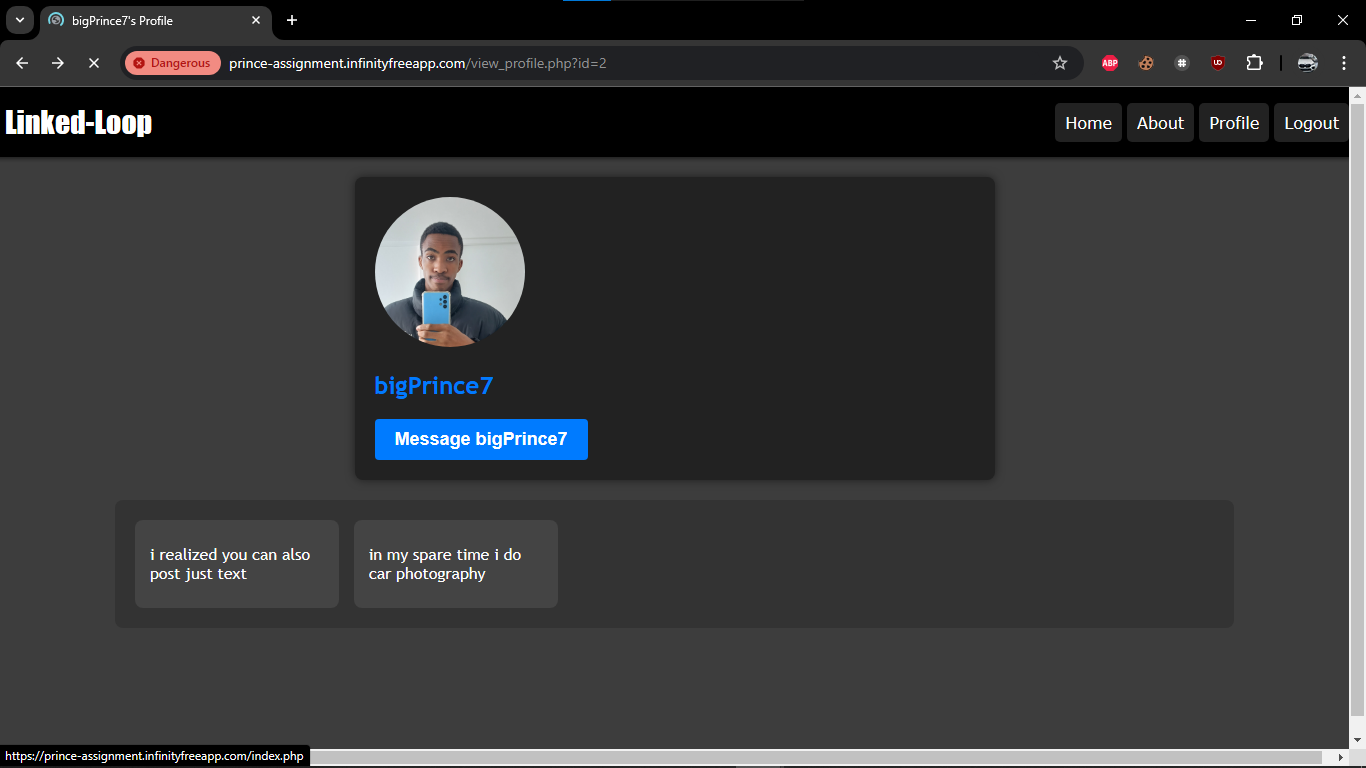 bigPrince7's Profile
Dangerous
prince-assignment.infinityfreeapp.com/view_profile.php?id=2
ABP
UD
Linked-Loop
Home About Profile Logout
bigPrince7
Message bigPrince7
i realized you can also
post just text
in my spare time i do
car photography
https://prince-assignment.infinityfreeapp.com/index.php